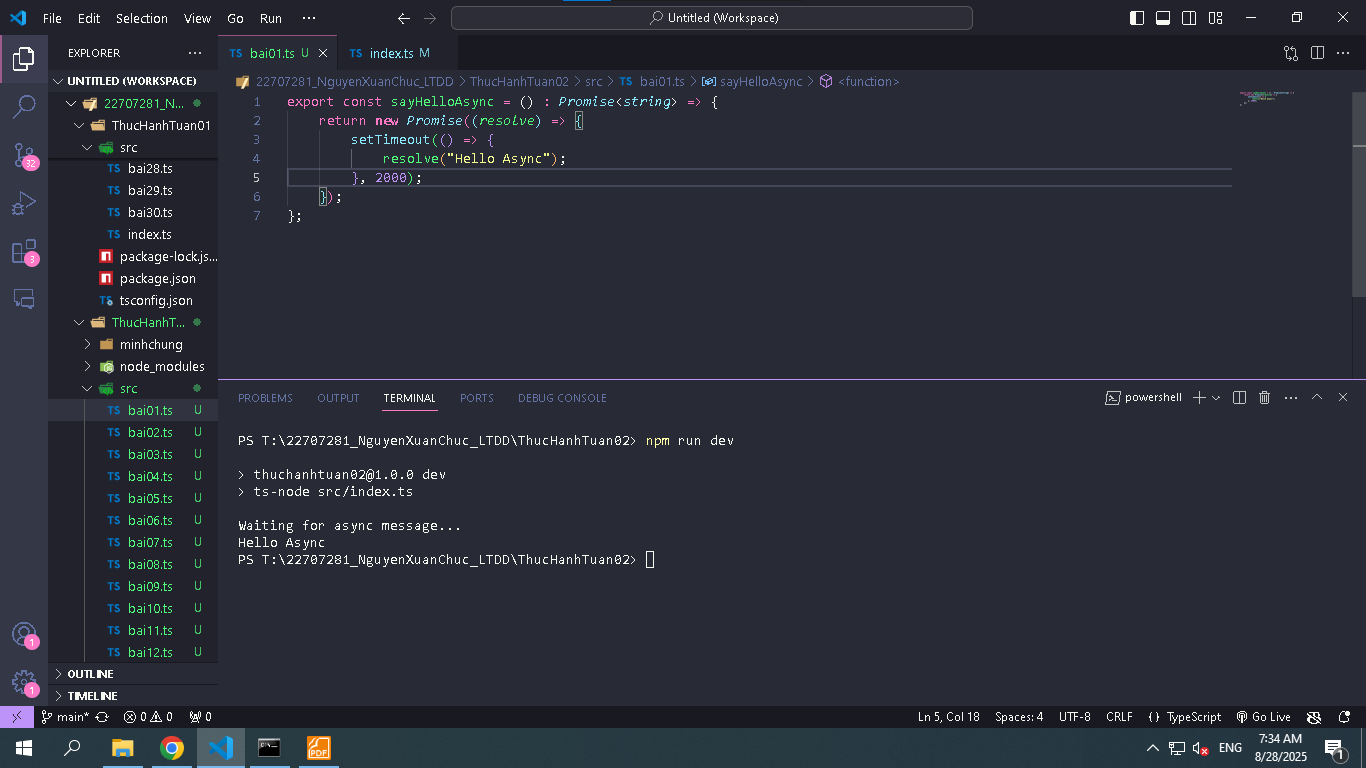 File Edit Selection View Go Run ··· Untitled (Workspace)
EXPLORER ···
UNTITLED (WORKSPACE)
22707281_N...
ThucHanhTuan01
src
TS bai28.ts
TS bai29.ts
TS bai30.ts
TS index.ts
package-lock.js...
package.json
TS tsconfig.json
ThucHanhT...
minhchung
node_modules
src
TS bai01.ts U
TS bai02.ts U
TS bai03.ts U
TS bai04.ts U
TS bai05.ts U
TS bai06.ts U
TS bai07.ts U
TS bai08.ts U
TS bai09.ts U
TS bai10.ts U
TS bai11.ts U
TS bai12.ts U
OUTLINE
TIMELINE
32
3
1
1
TS bai01.ts U TS index.ts M
22707281_NguyenXuanChuc_LTDD > ThucHanhTuan02 > src > TS bai01.ts > sayHelloAsync > <function>
1 export const sayHelloAsync = () : Promise<string> => {
2 return new Promise((resolve) => {
3 setTimeout(() => {
4 resolve("Hello Async");
5 }, 2000);
6 });
7 };
PROBLEMS OUTPUT TERMINAL PORTS DEBUG CONSOLE powershell
PS T:\22707281_NguyenXuanChuc_LTDD\ThucHanhTuan02> npm run dev
> thuchanhtuan02@1.0.0 dev
> ts-node src/index.ts
Waiting for async message...
Hello Async
PS T:\22707281_NguyenXuanChuc_LTDD\ThucHanhTuan02>
main* 0 0 0 Ln 5, Col 18 Spaces: 4 UTF-8 CRLF {} TypeScript Go Live
PDF
ENG
7:34 AM
8/28/2025
1